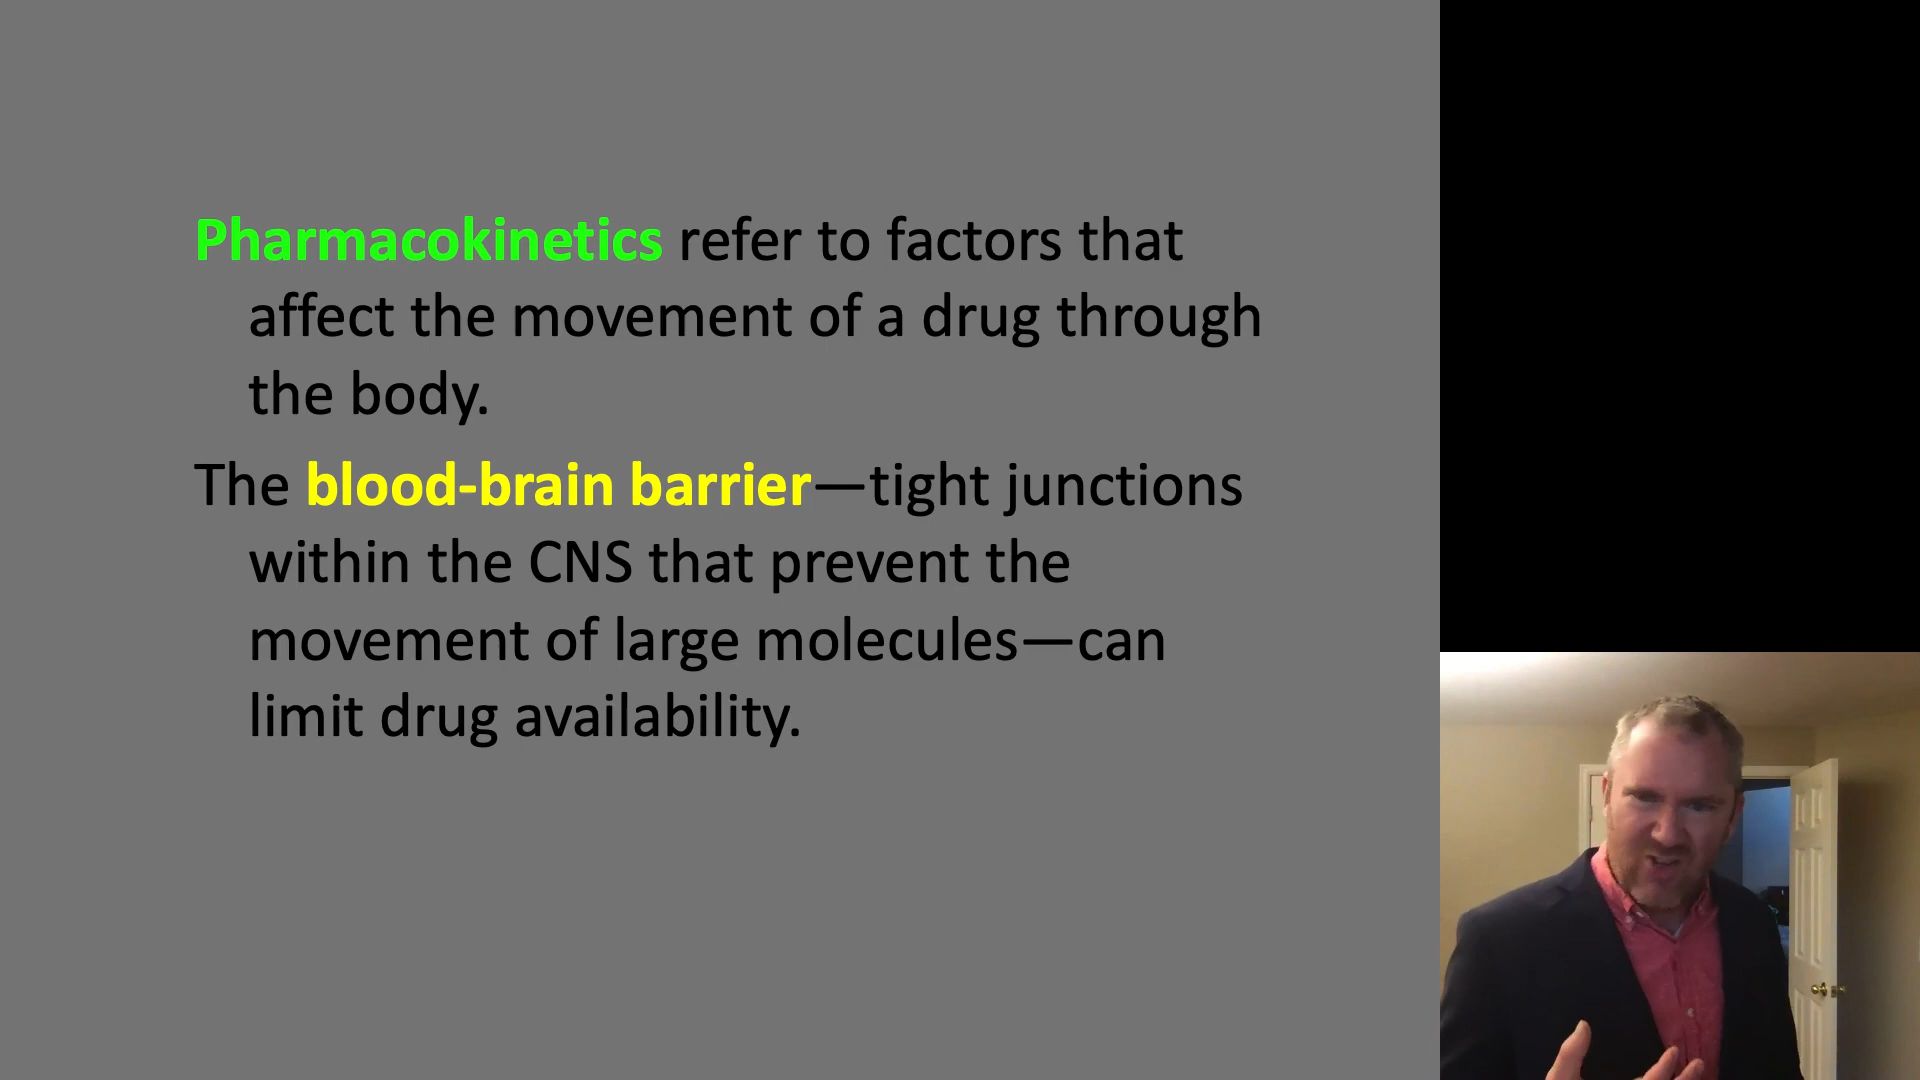 Pharmacokinetics refer to factors that
affect the movement of a drug through
the body.
The blood-brain barrier—tight junctions
within the CNS that prevent the
movement of large molecules—can
limit drug availability.